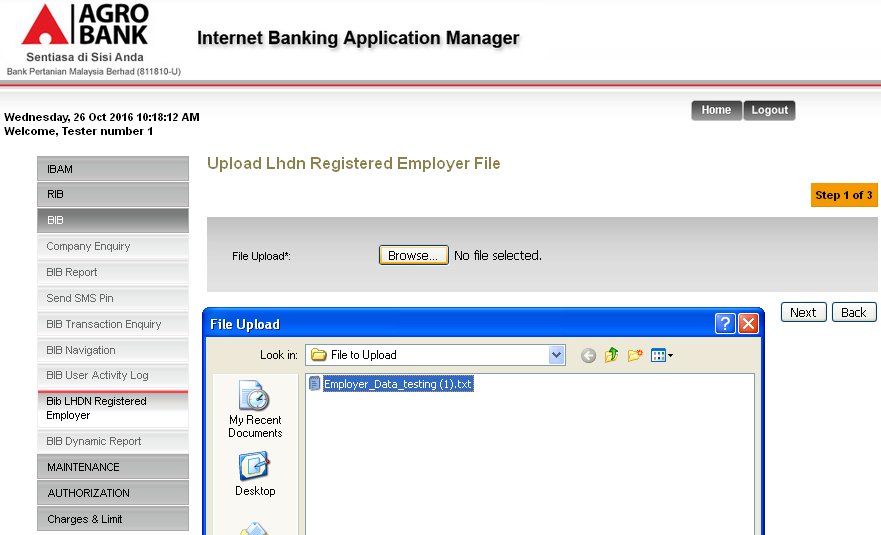 AGRO
BANK
Sentiasa di Sisi Anda
Bank Pertanian Malaysia Berhad (811810-U)
Internet Banking Application Manager
Wednesday, 26 Oct 2016 10:18:12 AM
Welcome, Tester number 1
Home
Logout
IBAM
RIB
BIB
Company Enquiry
BIB Report
Send SMS Pin
BIB Transaction Enquiry
BIB Navigation
BIB User Activity Log
Bib LHDN Registered
Employer
BIB Dynamic Report
MAINTENANCE
AUTHORIZATION
Charges & Limit
Upload Lhdn Registered Employer File
Step 1 of 3
File Upload*:
Browse...
No file selected.
Next
Back
File Upload
?
Look in:
File to Upload
My Recent
Documents
Desktop
Employer_Data_testing (1).txt